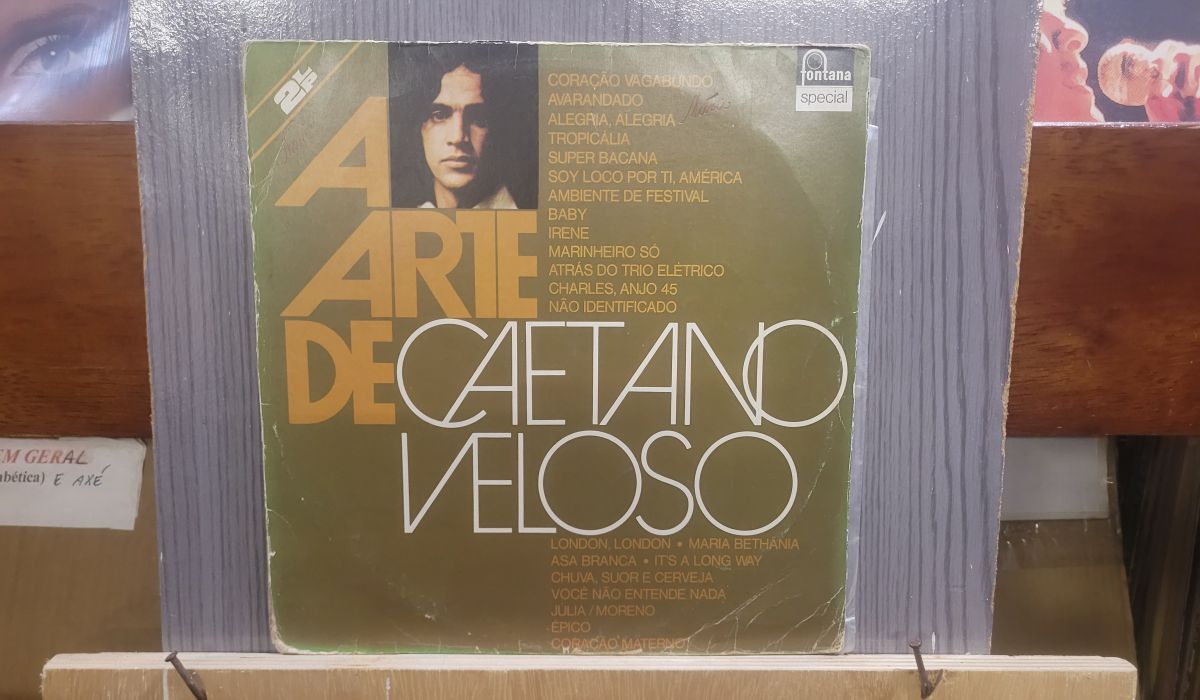 2LP
A
ARTE
DE CAETANO
VELOSO
CORAÇÃO VAGABUNDO
AVARANDADO
ALEGRIA, ALEGRIA
TROPICÁLIA
SUPER BACANA
SOY LOCO POR TI, AMÉRICA
AMBIENTE DE FESTIVAL
BABY
IRENE
MARINHEIRO SÓ
ATRÁS DO TRIO ELÉTRICO
CHARLES, ANJO 45
NÃO IDENTIFICADO
fontana
special
LONDON, LONDON • MARIA BETHÂNIA
ASA BRANCA • IT'S A LONG WAY
CHUVA, SUOR E CERVEJA
VOCÊ NÃO ENTENDE NADA
JÚLIA / MORENO
ÉPICO
CORAÇÃO MATERNO
EM GERAL
E AXÉ